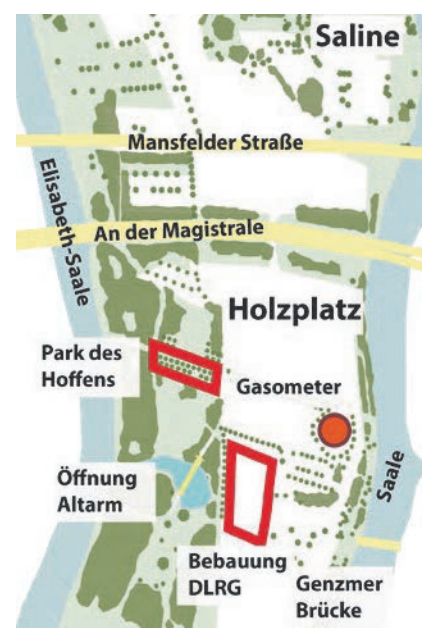 Saline
Mansfelder Straße
Elisabeth-Saale
An der Magistrale
Holzplatz
Park des
Hoffens
Gasometer
Öffnung
Altarm
Saale
Bebauung
DLRG
Genzmer
Brücke